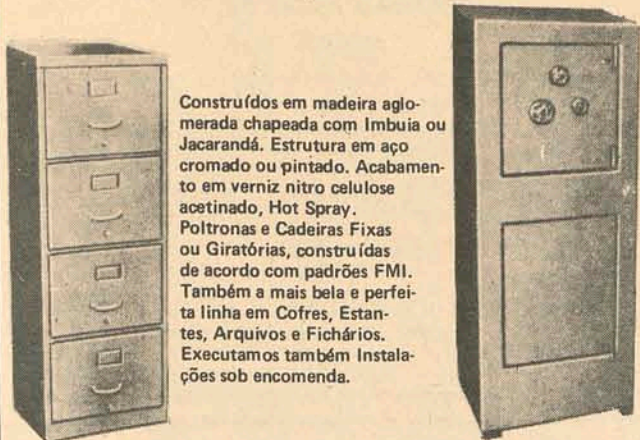 Construídos em madeira aglo-
merada chapeada com Imbuia ou
Jacarandá. Estrutura em aço
cromado ou pintado. Acabamen-
to em verniz nitro celulose
acetinado, Hot Spray.
Poltronas e Cadeiras Fixas
ou Giratórias, construídas
de acordo com padrões FMI.
Também a mais bela e perfei-
ta linha em Cofres, Estan-
tes, Arquivos e Fichários.
Executamos também Instala-
ções sob encomenda.